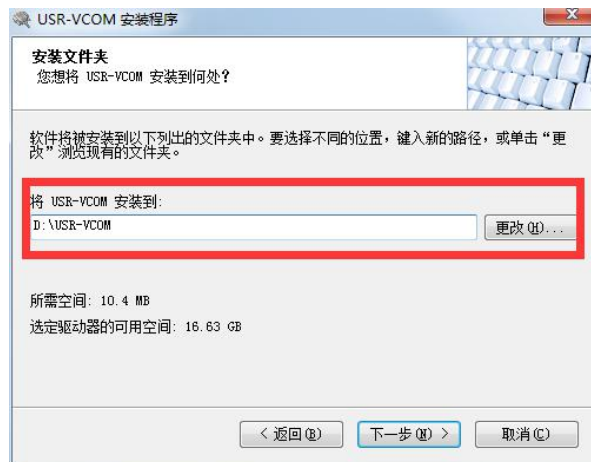 USR-VCOM 安装程序
安装文件夹
您想将 USR-VCOM 安装到何处?
软件将被安装到以下列出的文件夹中。要选择不同的位置，键入新的路径，或单击“更
改”浏览现有的文件夹。
将 USR-VCOM 安装到:
D:\USR-VCOM
更改(H)...
所需空间: 10.4 MB
选定驱动器的可用空间: 16.63 GB
< 返回(B)
下一步(N) >
取消(C)